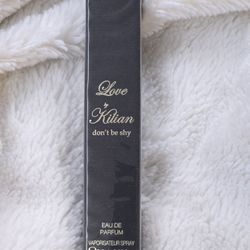 Love
by
Kilian
don't be shy
EAU DE
PARFUM
VAPORISATEUR SPRAY